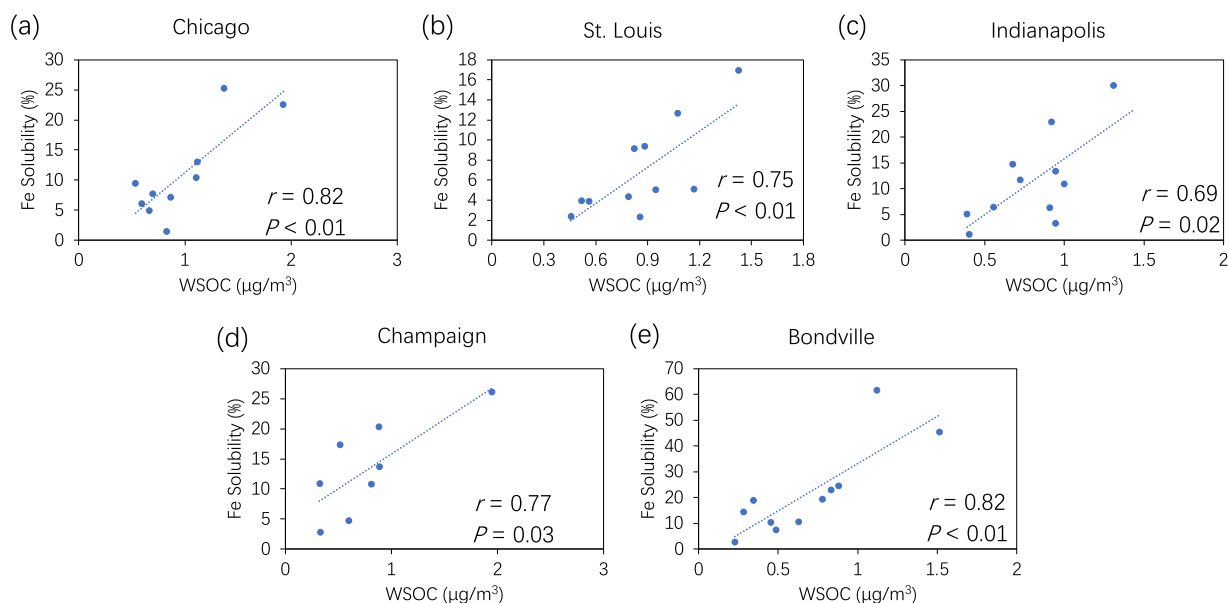 (a)
Chicago
Fe Solubility (%)
30
25
20
15
10
5
0
r = 0.82
P < 0.01
0 1 2 3
WSOC (μg/m³)
(b)
St. Louis
Fe Solubility (%)
18
16
14
12
10
8
6
4
2
0
r = 0.75
P < 0.01
0 0.3 0.6 0.9 1.2 1.5 1.8
WSOC (μg/m³)
(c)
Indianapolis
Fe Solubility (%)
35
30
25
20
15
10
5
0
r = 0.69
P = 0.02
0 0.5 1 1.5 2
WSOC (μg/m³)
(d)
Champaign
Fe Solubility (%)
30
25
20
15
10
5
0
r = 0.77
P = 0.03
0 1 2 3
WSOC (μg/m³)
(e)
Bondville
Fe Solubility (%)
70
60
50
40
30
20
10
0
r = 0.82
P < 0.01
0 0.5 1 1.5 2
WSOC (μg/m³)